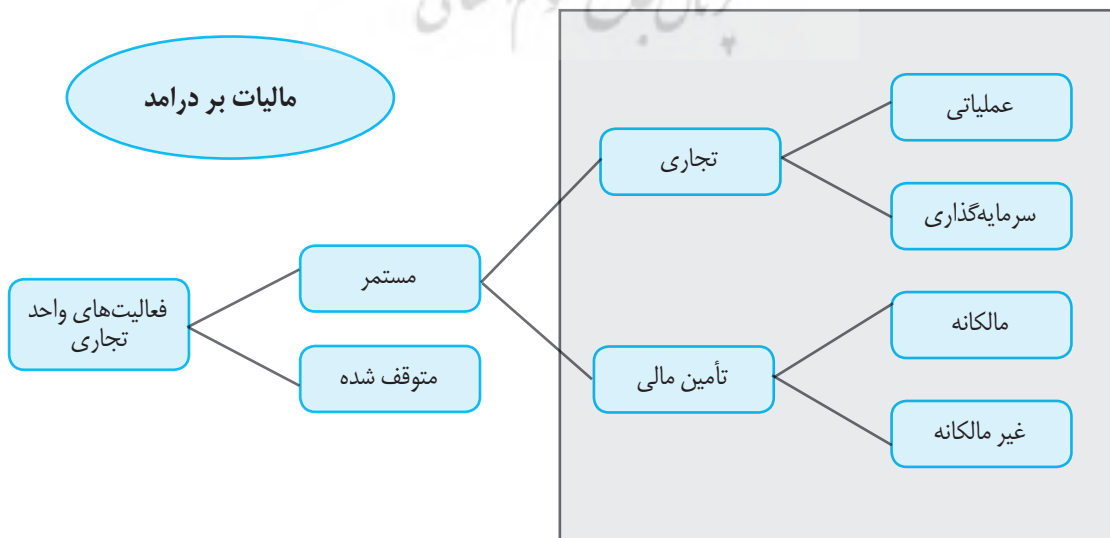 مالیات بر درامد
عملیاتی
تجاری
سرمایه‌گذاری
مستمر
فعالیت‌های واحد
تجاری
متوقف شده
مالکانه
تأمین مالی
غیر مالکانه